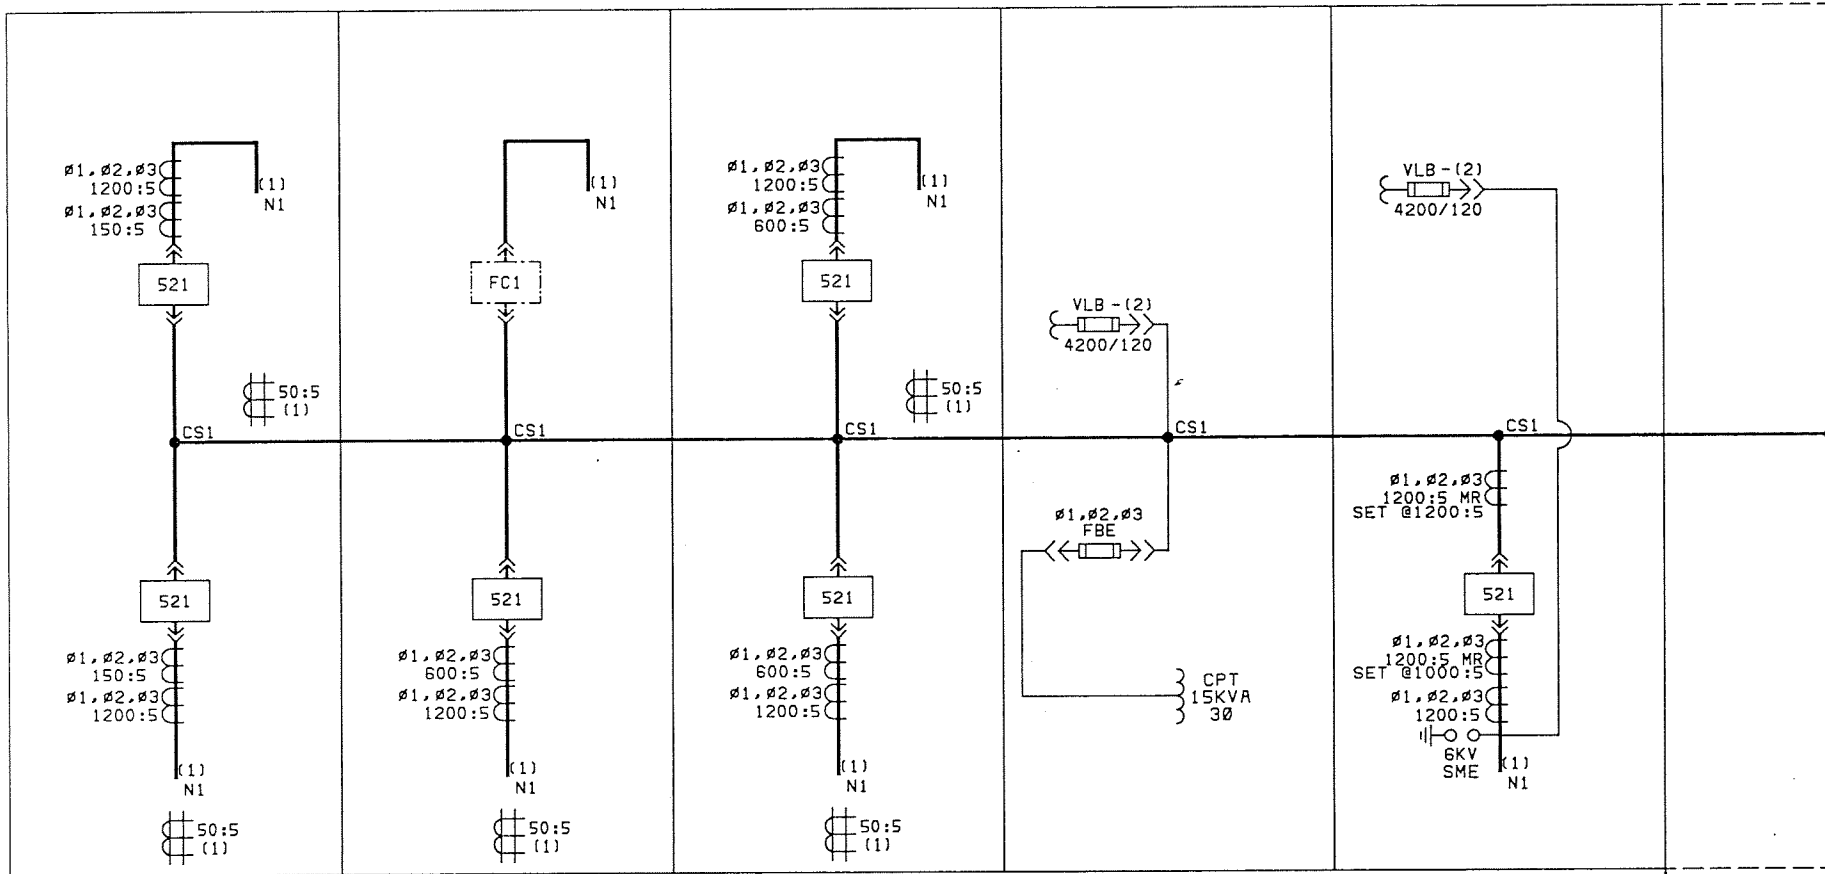 ø1,ø2,ø3
1200:5
ø1,ø2,ø3
150:5
(1)
N1
521
50:5
(1)
CS1
521
ø1,ø2,ø3
150:5
ø1,ø2,ø3
1200:5
(1)
N1
50:5
(1)
(1)
N1
FC1
CS1
521
ø1,ø2,ø3
600:5
ø1,ø2,ø3
1200:5
(1)
N1
50:5
(1)
ø1,ø2,ø3
1200:5
ø1,ø2,ø3
600:5
(1)
N1
521
50:5
(1)
CS1
521
ø1,ø2,ø3
600:5
ø1,ø2,ø3
1200:5
(1)
N1
50:5
(1)
VLB-(2)
4200/120
CS1
ø1,ø2,ø3
FBE
CPT
15KVA
3Ø
VLB-(2)
4200/120
CS1
ø1,ø2,ø3
1200:5 MR
SET @1200:5
521
ø1,ø2,ø3
1200:5 MR
SET @1000:5
ø1,ø2,ø3
1200:5
6KV
SME
(1)
N1